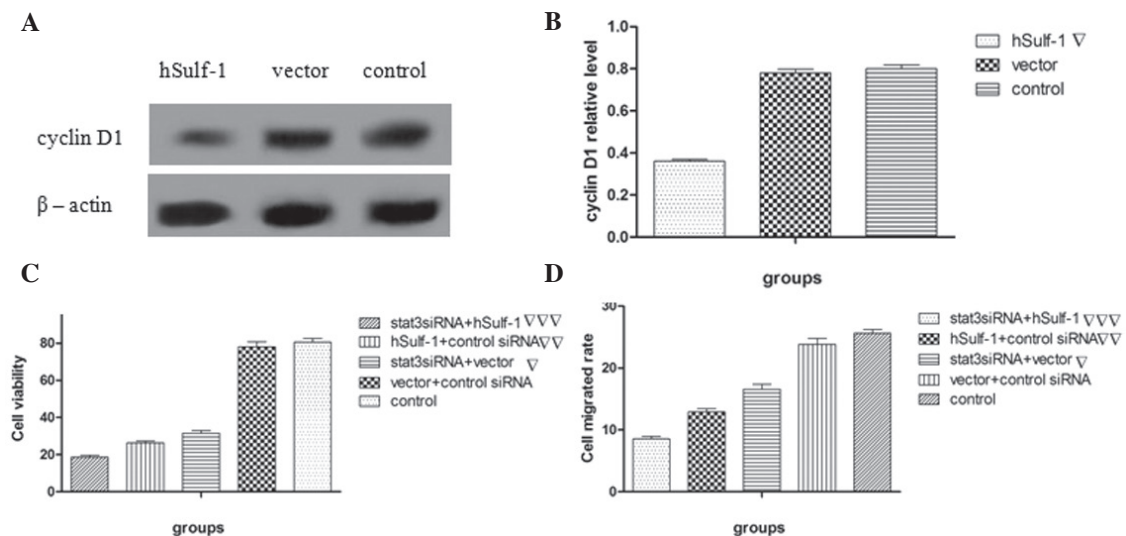 A
hSulf-1 vector control
cyclin D1
β – actin
B
cyclin D1 relative level
1.0
0.8
0.6
0.4
0.2
0.0
groups
hSulf-1 ∇
vector
control
C
Cell viability
80
60
40
20
0
groups
stat3siRNA+hSulf-1 ∇∇∇
hSulf-1+control siRNA∇∇
stat3siRNA+vector ∇
vector+control siRNA
control
D
Cell migrated rate
30
20
10
0
groups
stat3siRNA+hSulf-1 ∇∇∇
hSulf-1+control siRNA∇∇
stat3siRNA+vector ∇
vector+control siRNA
control